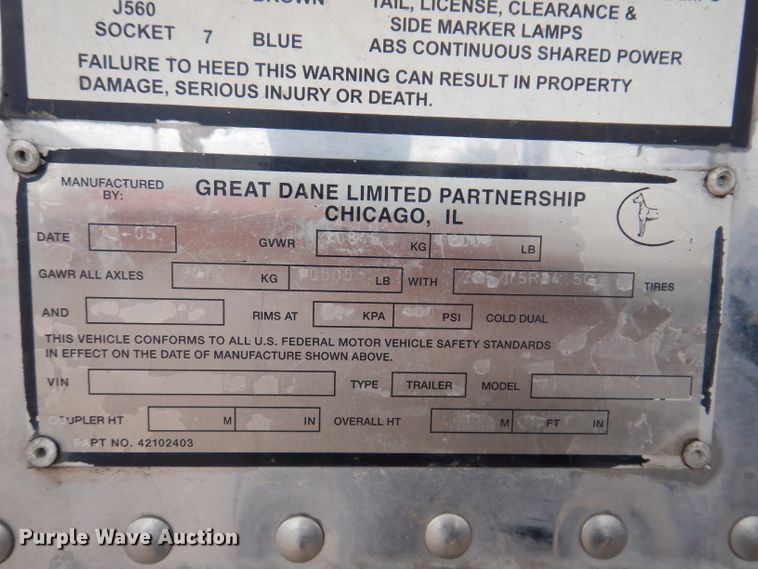 J560
TAIL, LICENSE, CLEARANCE &
SIDE MARKER LAMPS
SOCKET 7 BLUE ABS CONTINUOUS SHARED POWER
FAILURE TO HEED THIS WARNING CAN RESULT IN PROPERTY
DAMAGE, SERIOUS INJURY OR DEATH.
MANUFACTURED BY:
GREAT DANE LIMITED PARTNERSHIP
CHICAGO, IL
DATE GVWR KG LB
GAWR ALL AXLES KG LB WITH TIRES
AND RIMS AT KPA PSI COLD DUAL
THIS VEHICLE CONFORMS TO ALL U.S. FEDERAL MOTOR VEHICLE SAFETY STANDARDS
IN EFFECT ON THE DATE OF MANUFACTURE SHOWN ABOVE.
VIN TYPE TRAILER MODEL
COUPLER HT M IN OVERALL HT M FT IN
PART NO. 42102403
Purple Wave Auction